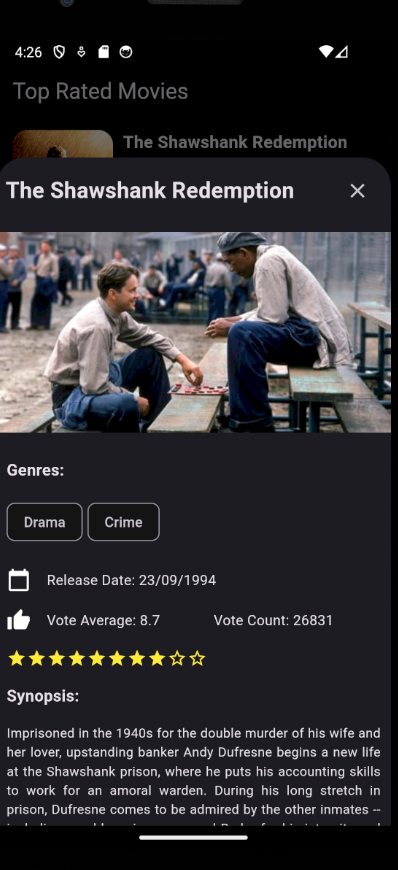 4:26
Top Rated Movies
The Shawshank Redemption
The Shawshank Redemption
Genres:
Drama Crime
Release Date: 23/09/1994
Vote Average: 8.7 Vote Count: 26831
Synopsis:
Imprisoned in the 1940s for the double murder of his wife and
her lover, upstanding banker Andy Dufresne begins a new life
at the Shawshank prison, where he puts his accounting skills
to work for an amoral warden. During his long stretch in
prison, Dufresne comes to be admired by the other inmates --